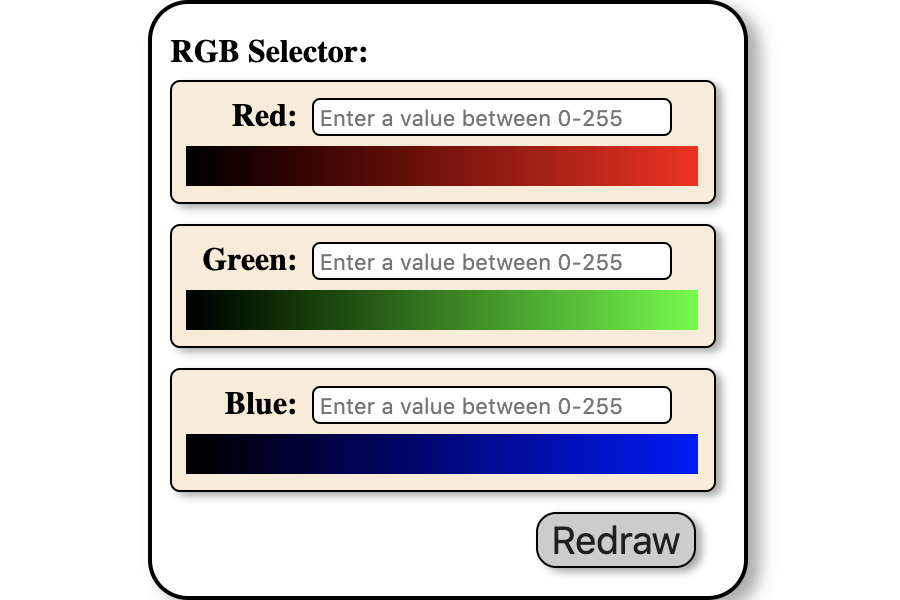 RGB Selector:
Red: Enter a value between 0-255
Green: Enter a value between 0-255
Blue: Enter a value between 0-255
Redraw